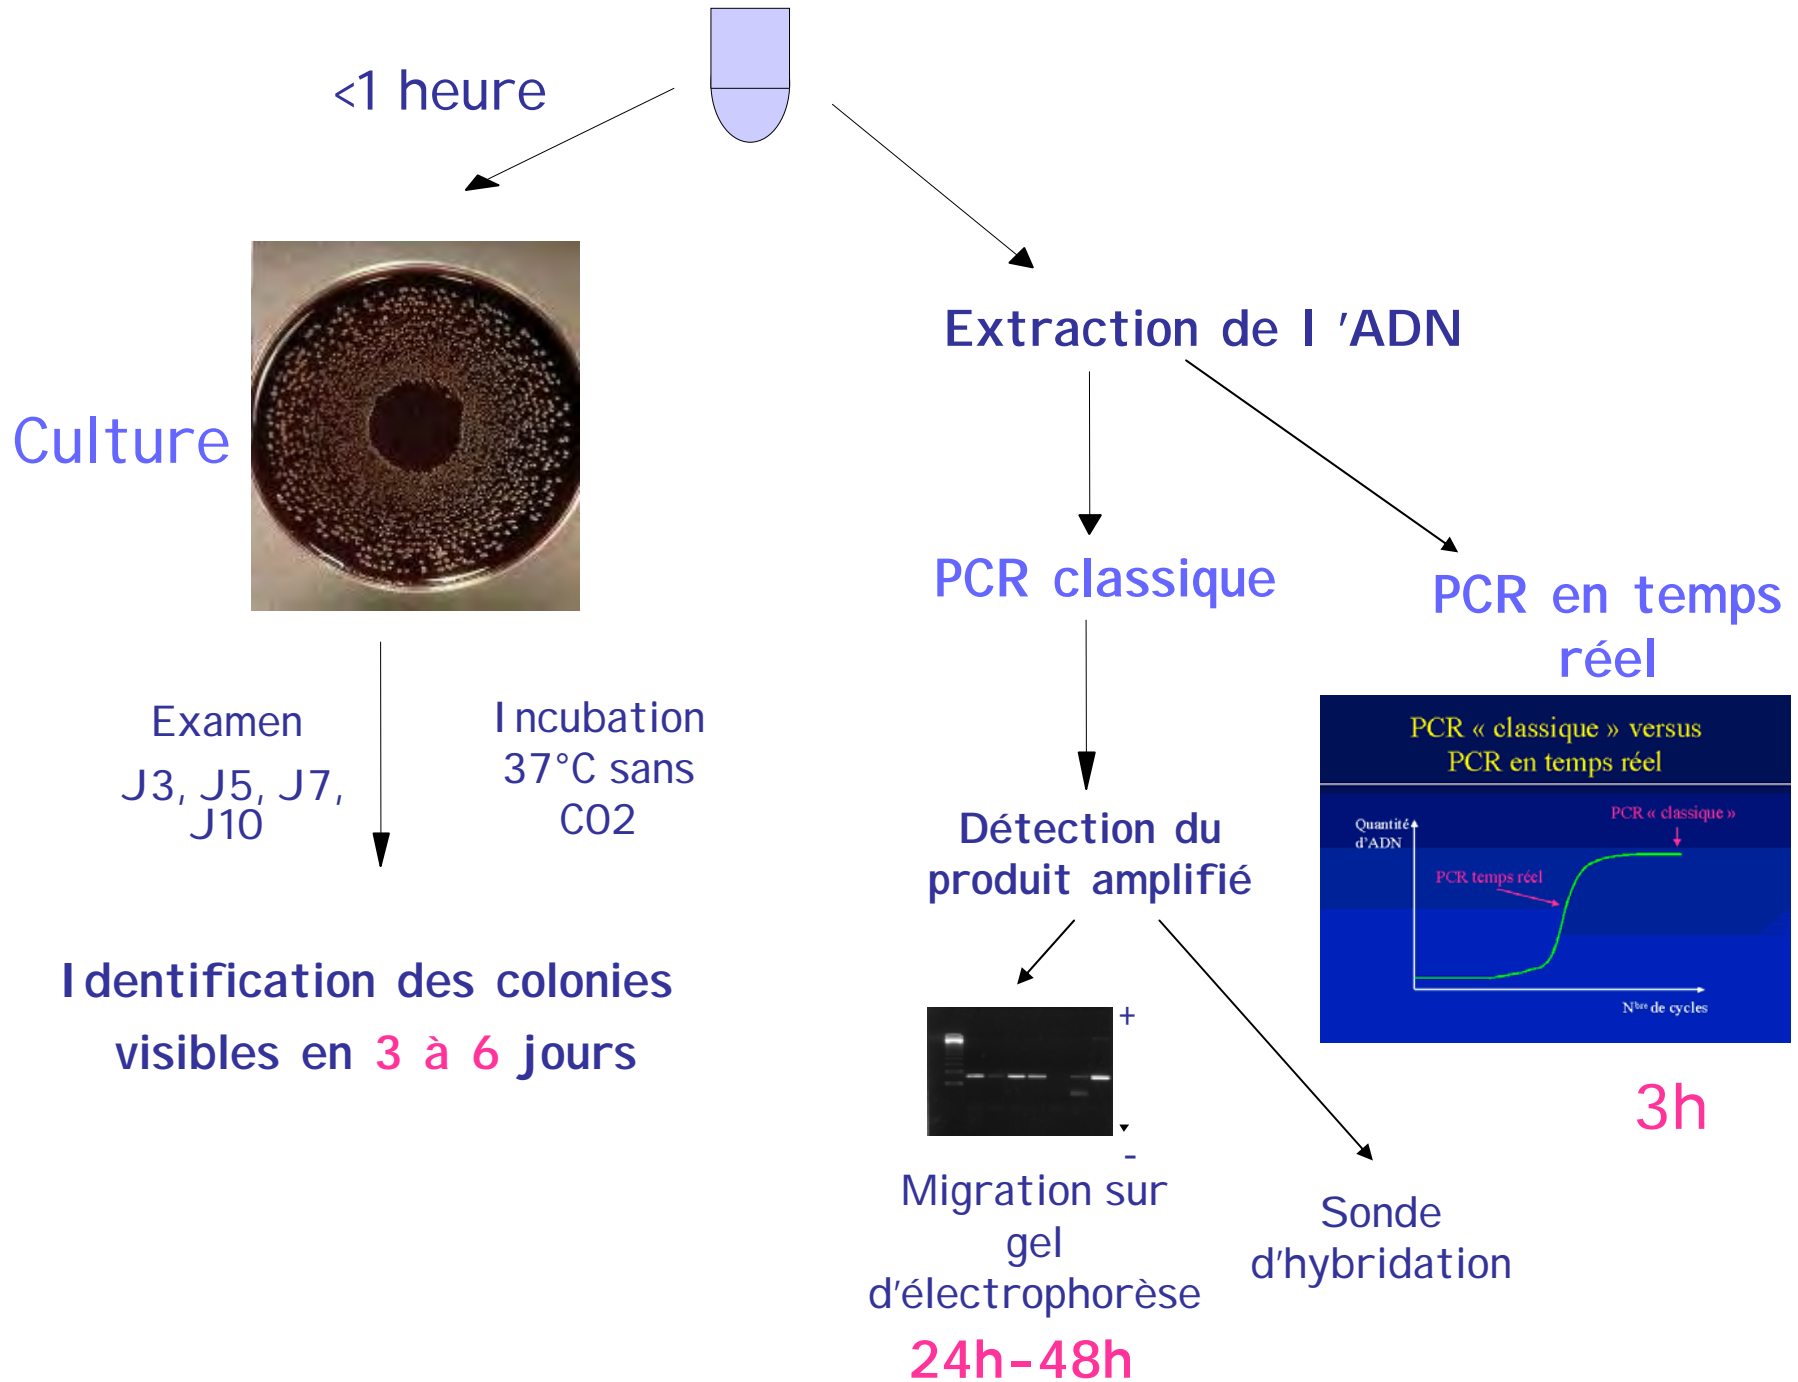 <1 heure
Culture
Examen
J3, J5, J7,
J10
Incubation
37°C sans
CO2
Identification des colonies
visibles en 3 à 6 jours
Extraction de l 'ADN
PCR classique
Détection du
produit amplifié
+
-
Migration sur
gel
d'électrophorèse
24h-48h
Sonde
d'hybridation
PCR en temps
réel
PCR « classique » versus
PCR en temps réel
Quantité
d'ADN
PCR « classique »
PCR temps réel
Nbre de cycles
3h